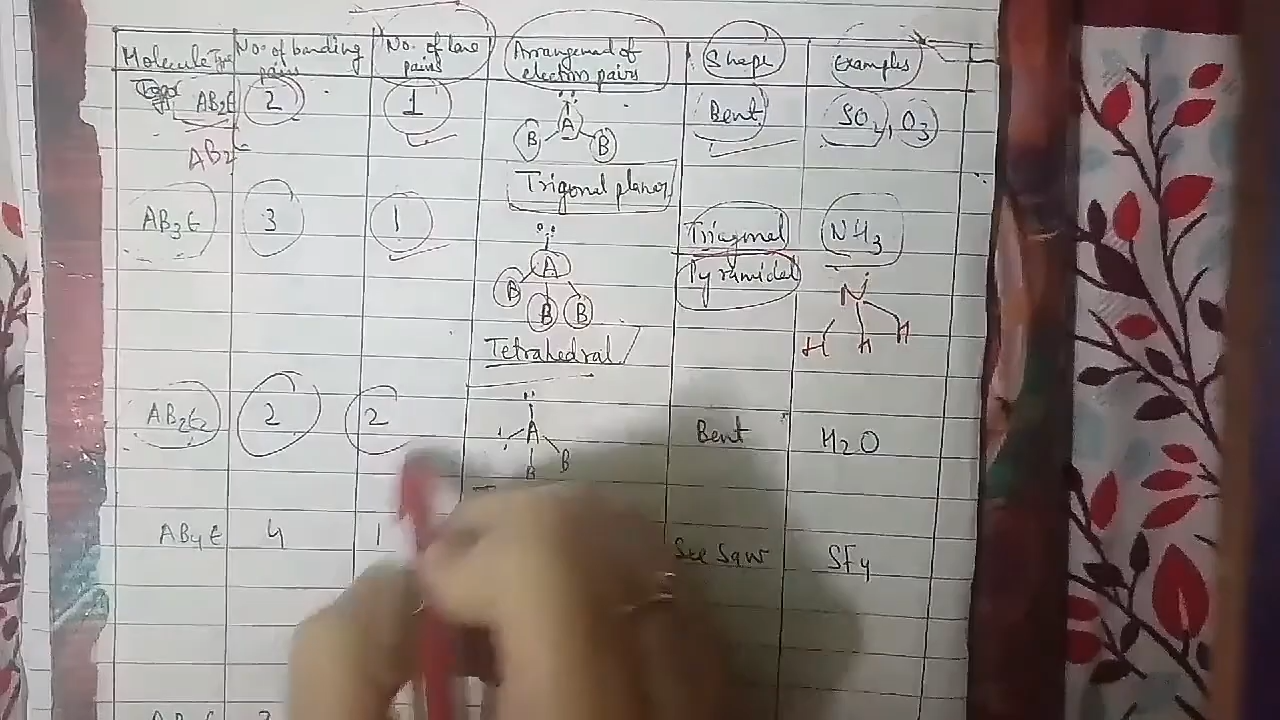 Molecule Type No. of bonding pairs No. of lone pairs Arrangement of electron pairs Shape Examples
AB2E 2 1 Bent SO2, O3
AB2E
B A B
Trigonal planar
AB3E 3 1 Triagonal Pyramidal NH3
A
B B B
N
H H H
Tetrahedral
AB2E2 2 2 Bent H2O
A
B B
AB4E 4 1 See Saw SF4